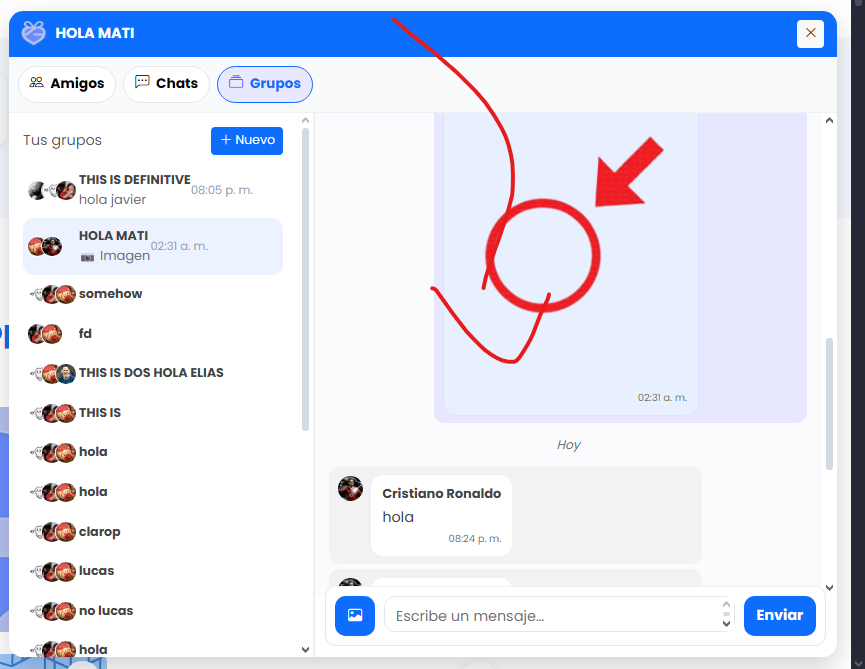 HOLA MATI
Amigos
Chats
Grupos
Tus grupos
+ Nuevo
THIS IS DEFINITIVE
hola javier
08:05 p. m.
HOLA MATI
Imagen
02:31 a. m.
somehow
fd
THIS IS DOS HOLA ELIAS
THIS IS
hola
hola
clarop
lucas
no lucas
hola
02:31 a. m.
Hoy
Cristiano Ronaldo
hola
08:24 p. m.
Escribe un mensaje...
Enviar